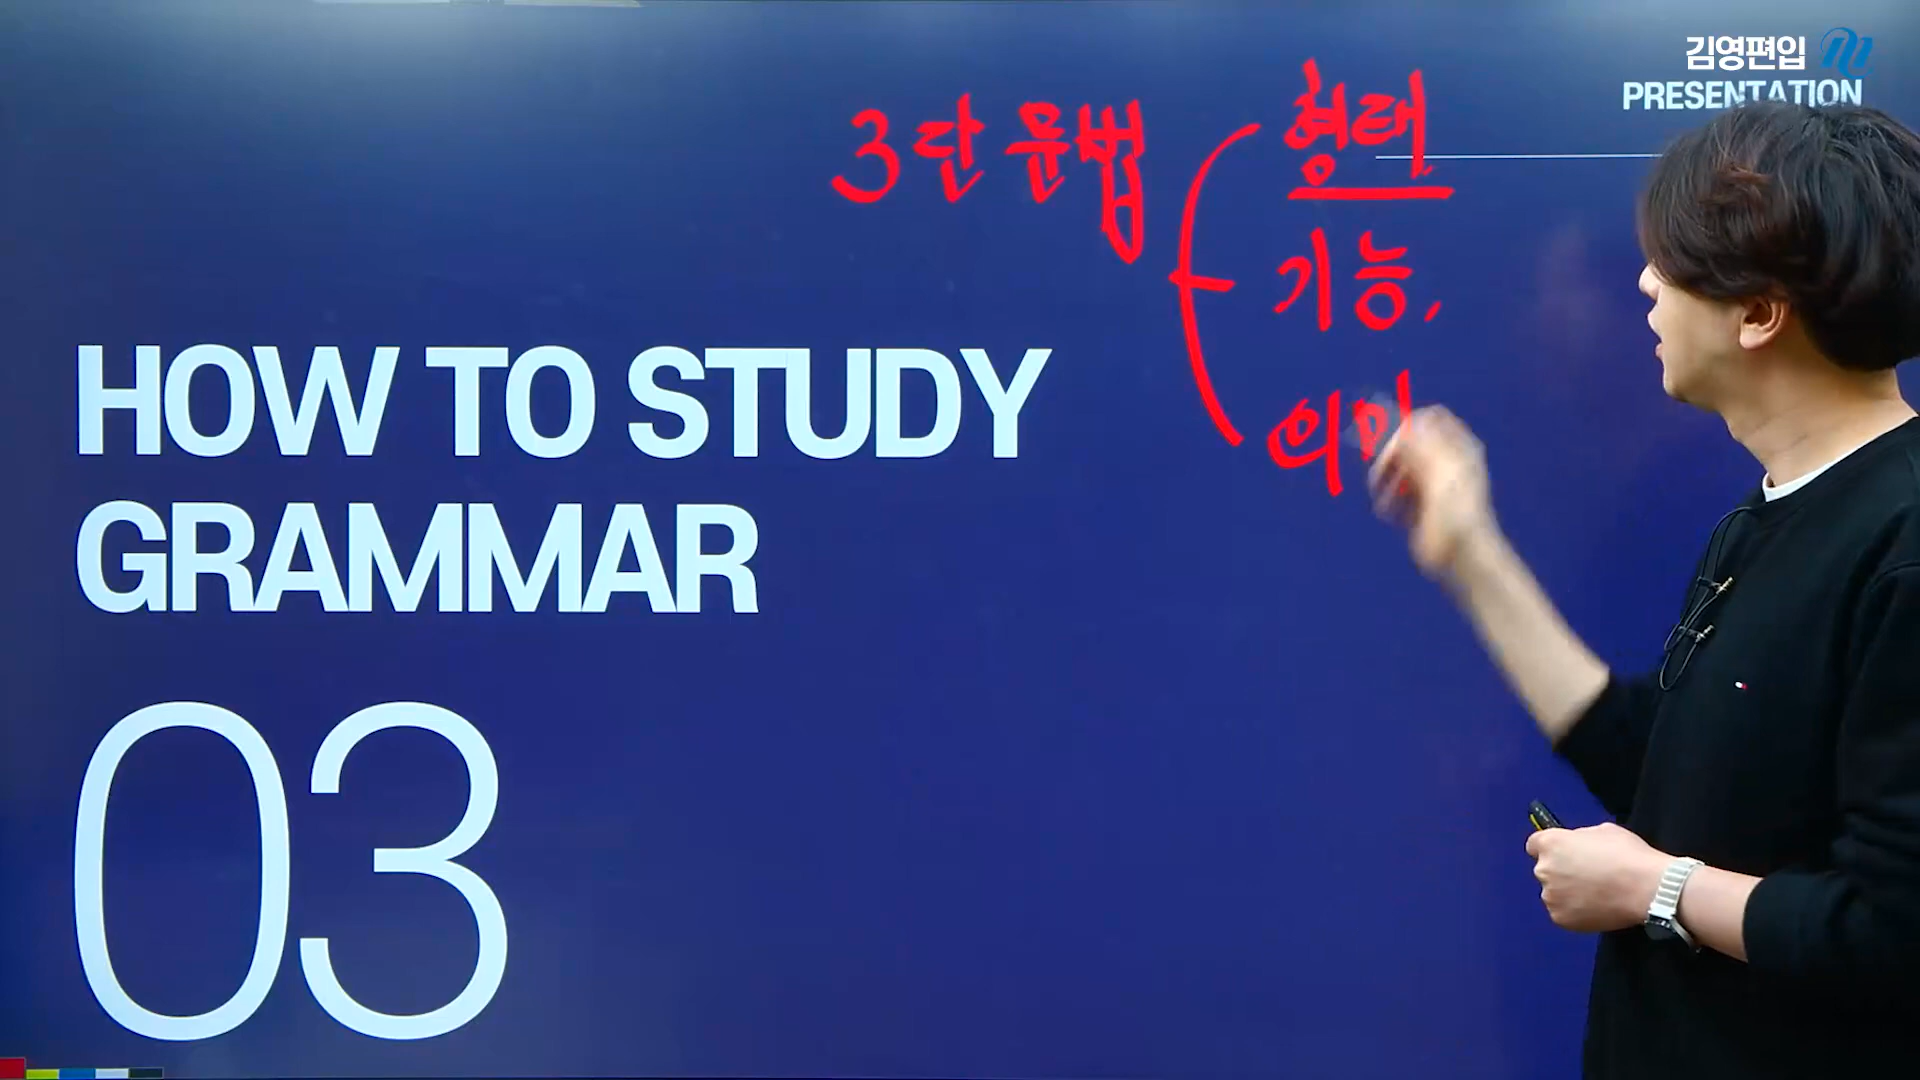 김영편입
PRESENTATION
3단 문법
형태
기능,
의미
HOW TO STUDY
GRAMMAR
03